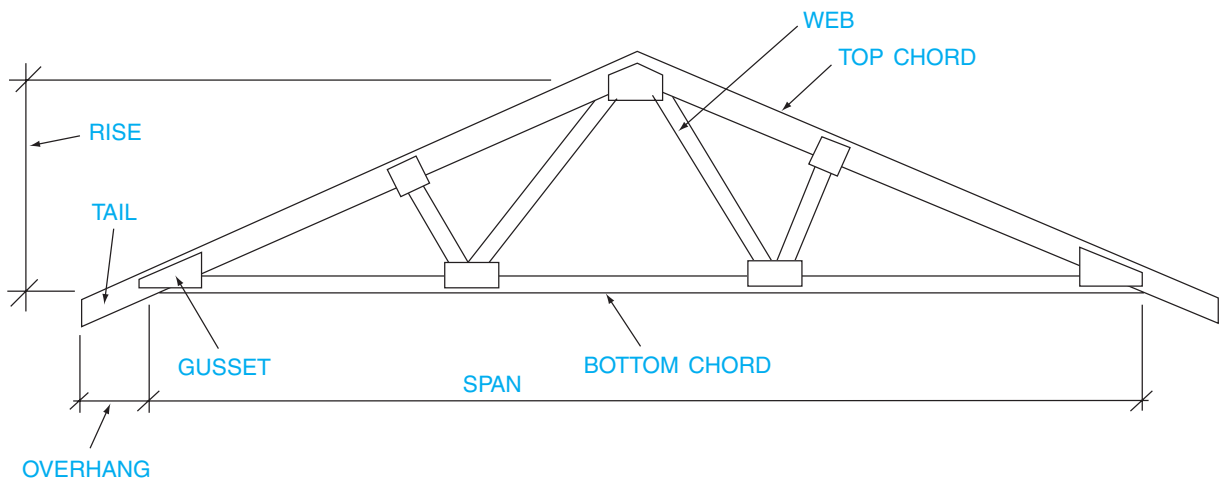 WEB
TOP CHORD
RISE
TAIL
GUSSET
BOTTOM CHORD
SPAN
OVERHANG